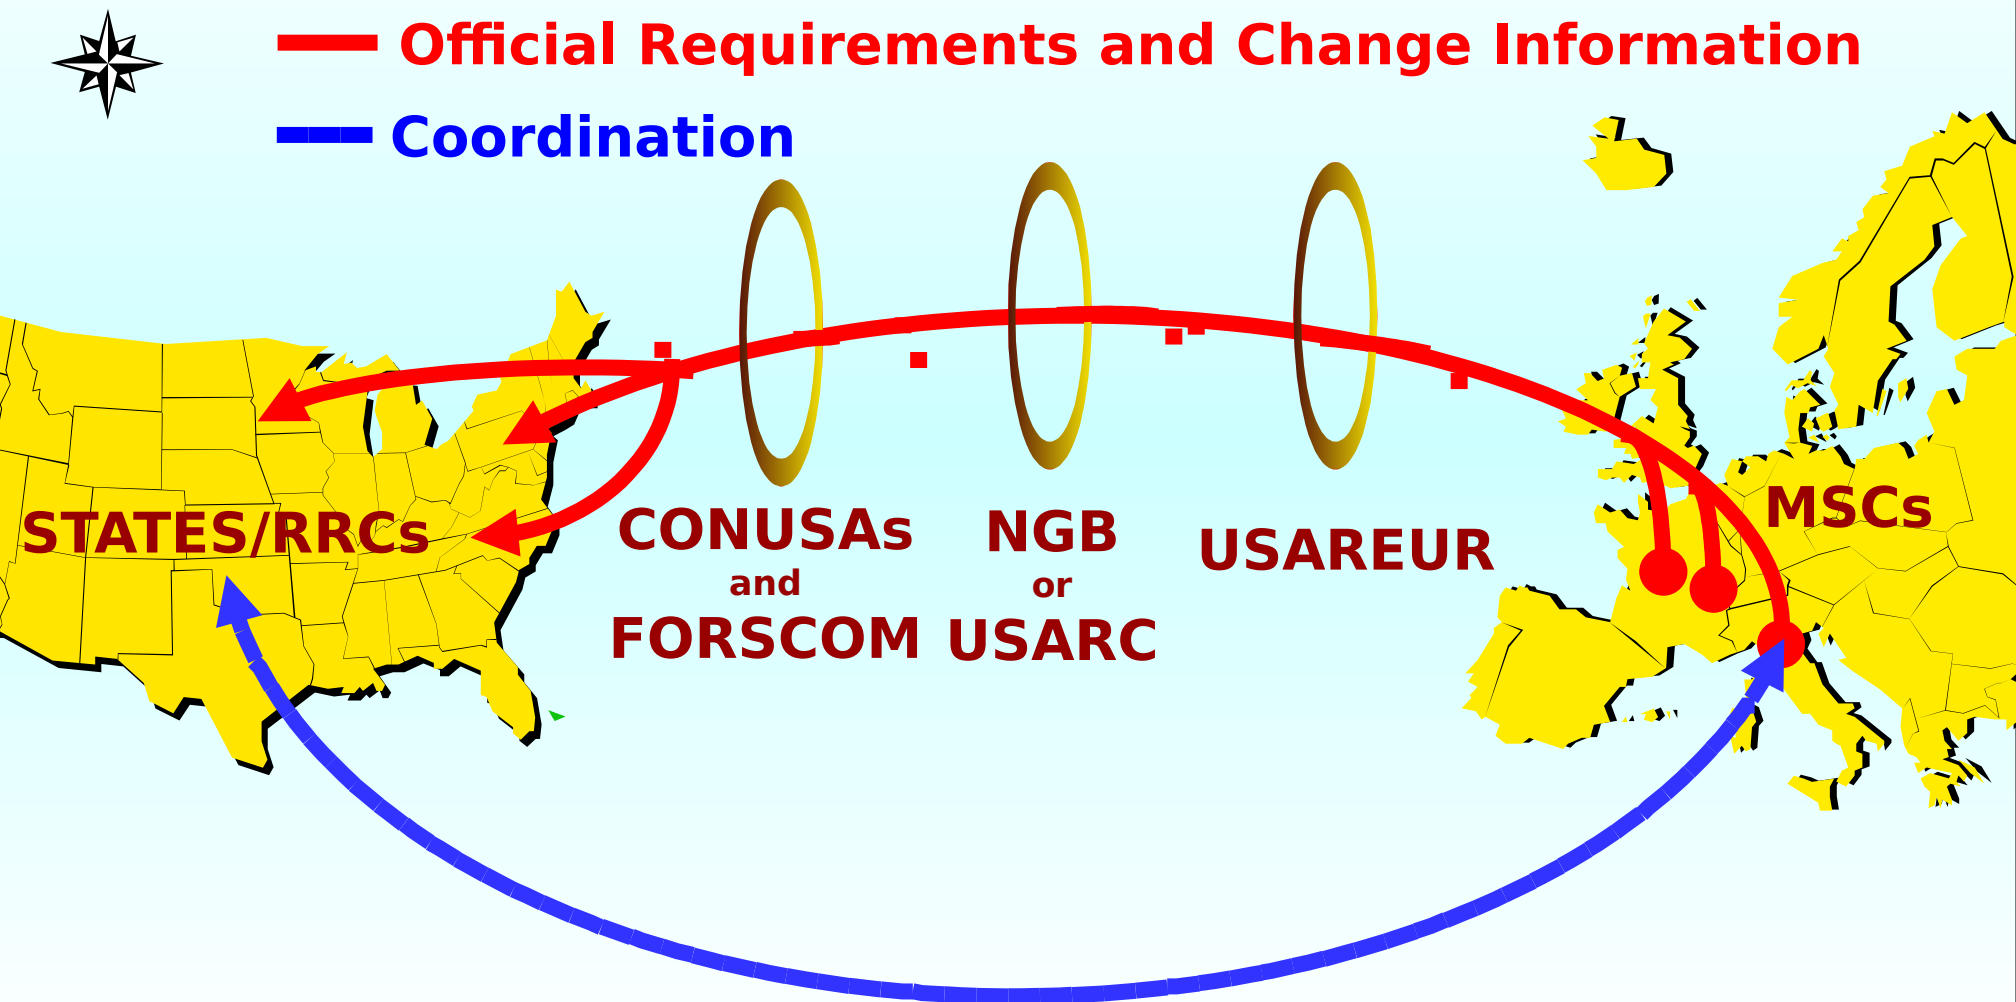 Official Requirements and Change Information
Coordination
STATES/RRCs
CONUSAs
and
FORSCOM
NGB
or
USARC
USAREUR
MSCs